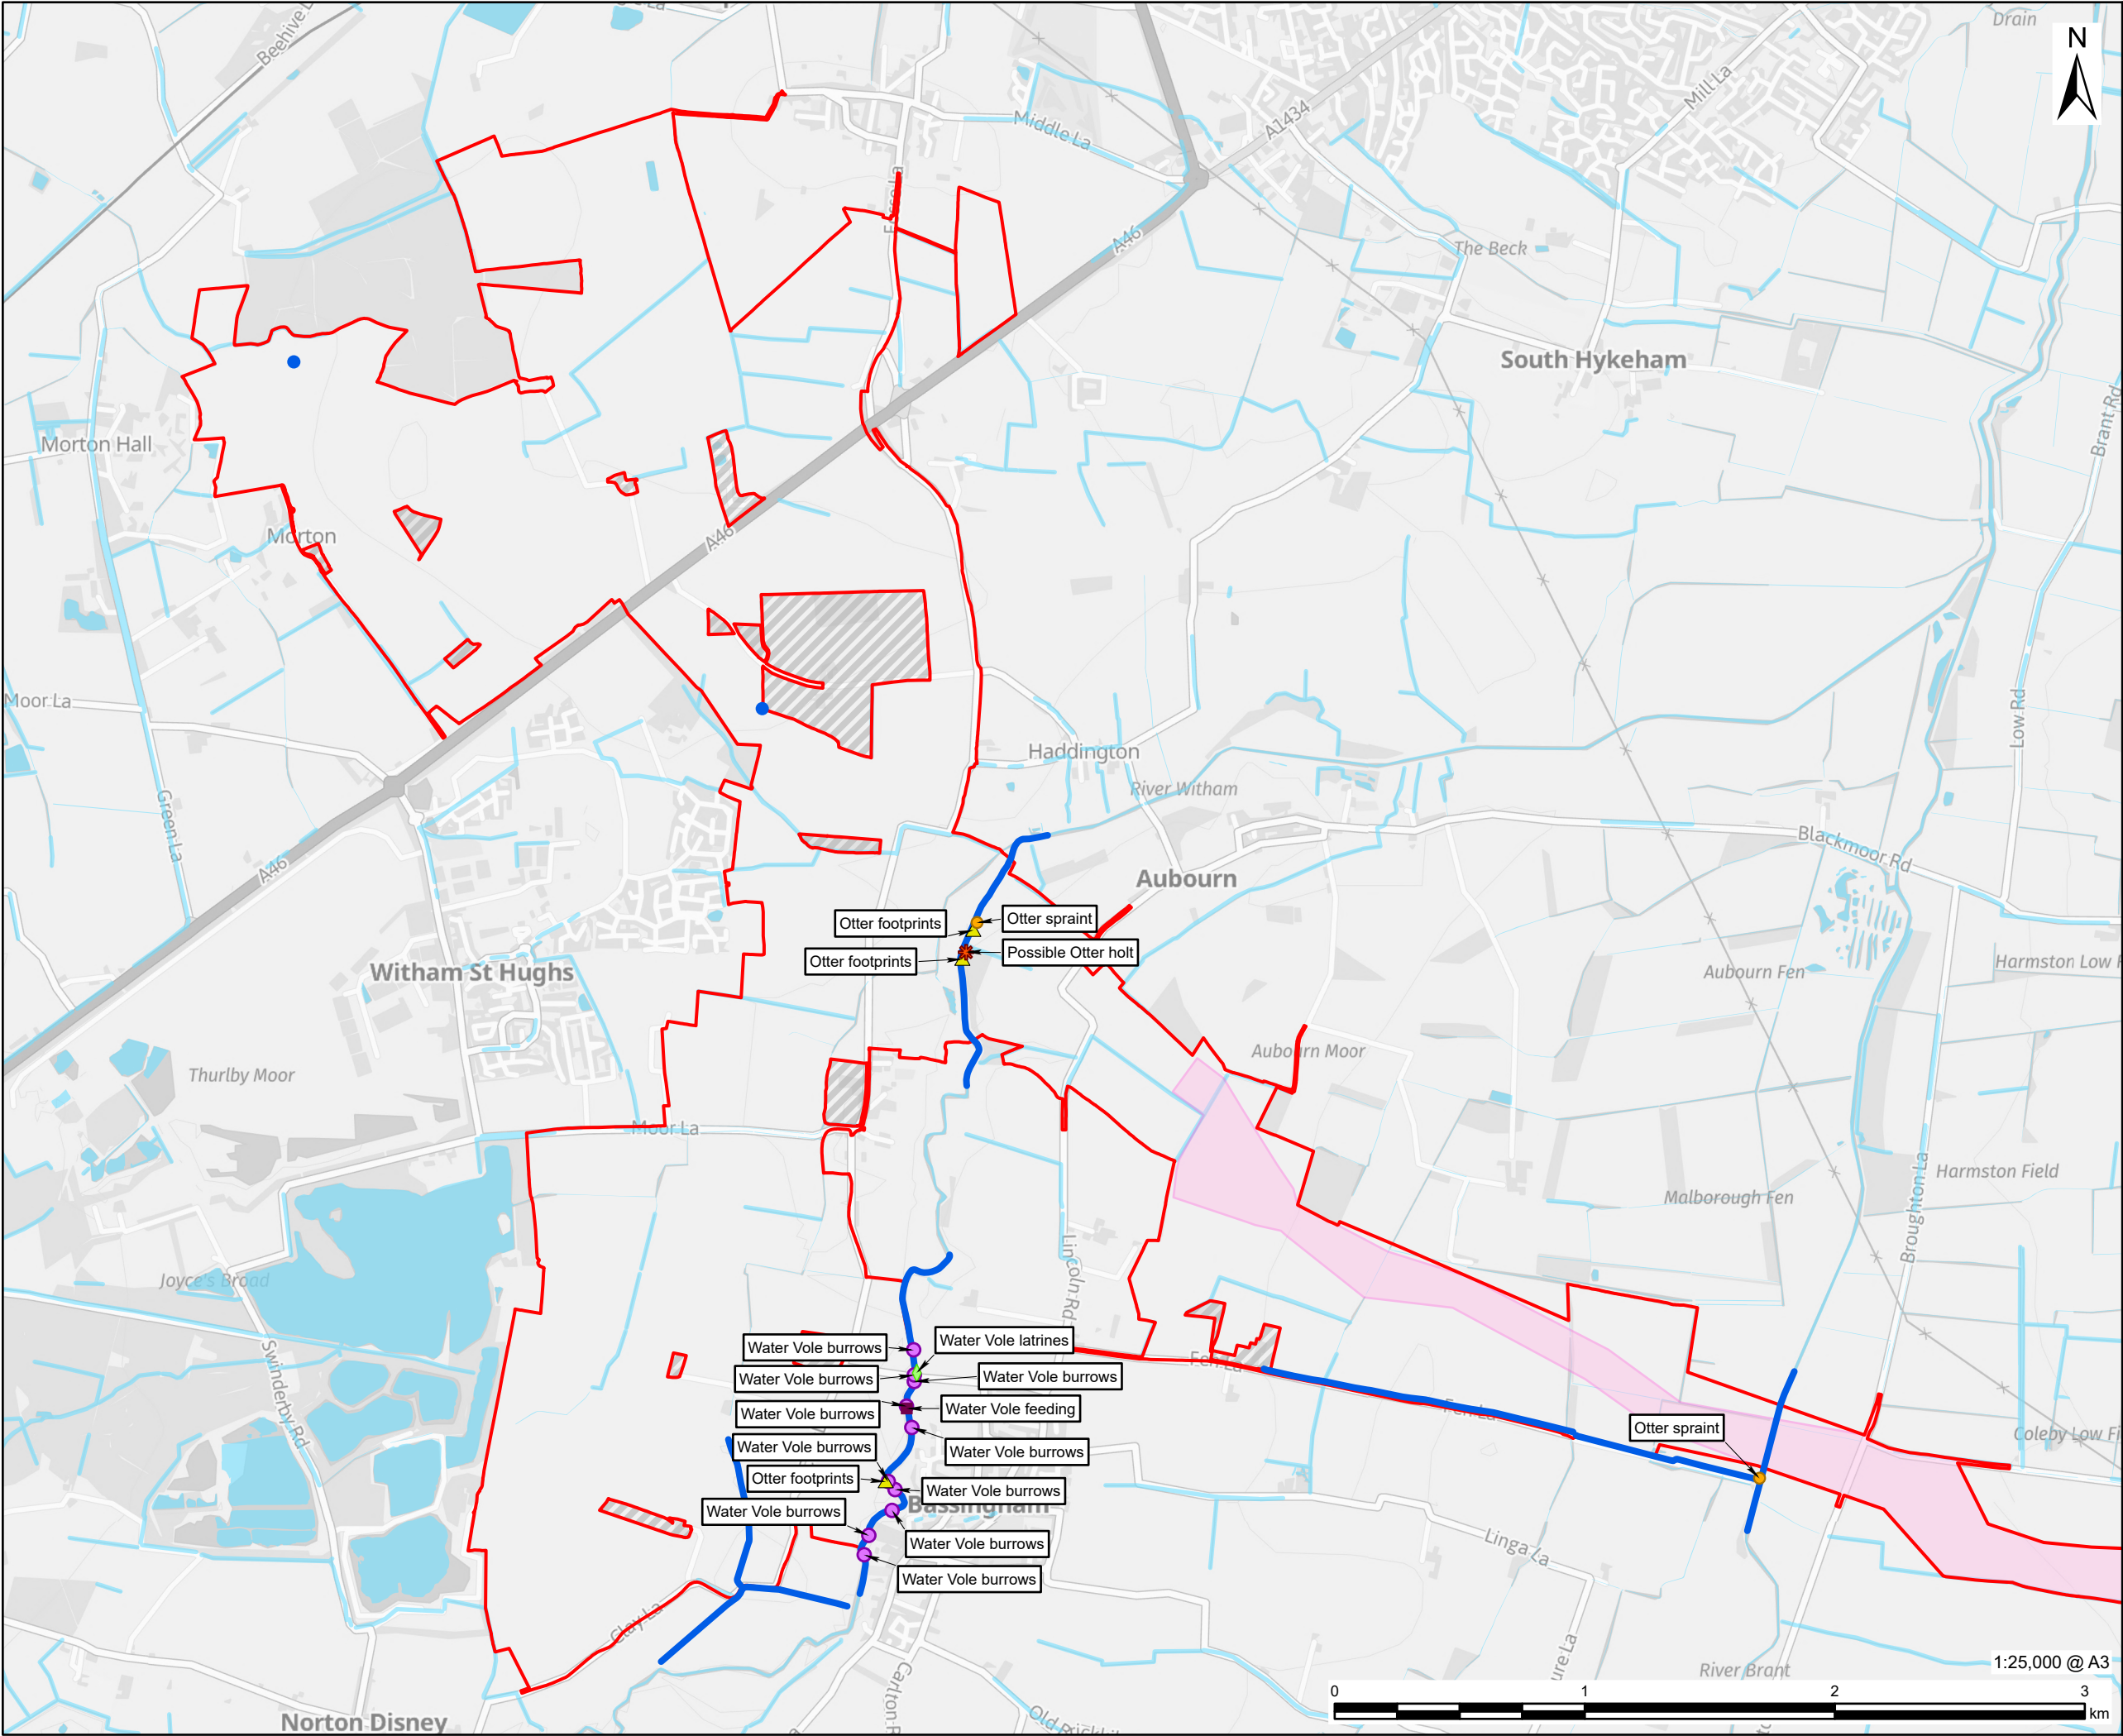 Drain
Beehive L
N
Mill La
Middle La
A1434
Fosse La
A46
The Beck
South Hykeham
Brant Rd
Morton Hall
Morton
A46
Moor La
Low Rd
Haddington
River Witham
Green La
Blackmoor Rd
A46
Aubourn
Otter footprints
Otter spraint
Otter footprints
Possible Otter holt
Witham St Hughs
Aubourn Fen
Harmston Low
Thurlby Moor
Aubourn Moor
Moor La
Harmston Field
Malborough Fen
Broughton La
Lincoln Rd
Joyce's Broad
Swinderby Rd
Water Vole burrows
Water Vole latrines
Fen La
Water Vole burrows
Water Vole burrows
Water Vole burrows
Water Vole feeding
Fen La
Otter spraint
Coleby Low Fi
Water Vole burrows
Water Vole burrows
Otter footprints
Water Vole burrows
Bassingham
Water Vole burrows
Water Vole burrows
Linga La
Water Vole burrows
Clay La
ure La
River Brant
1:25,000 @ A3
Carlton R
Norton Disney
0 1 2 3
km